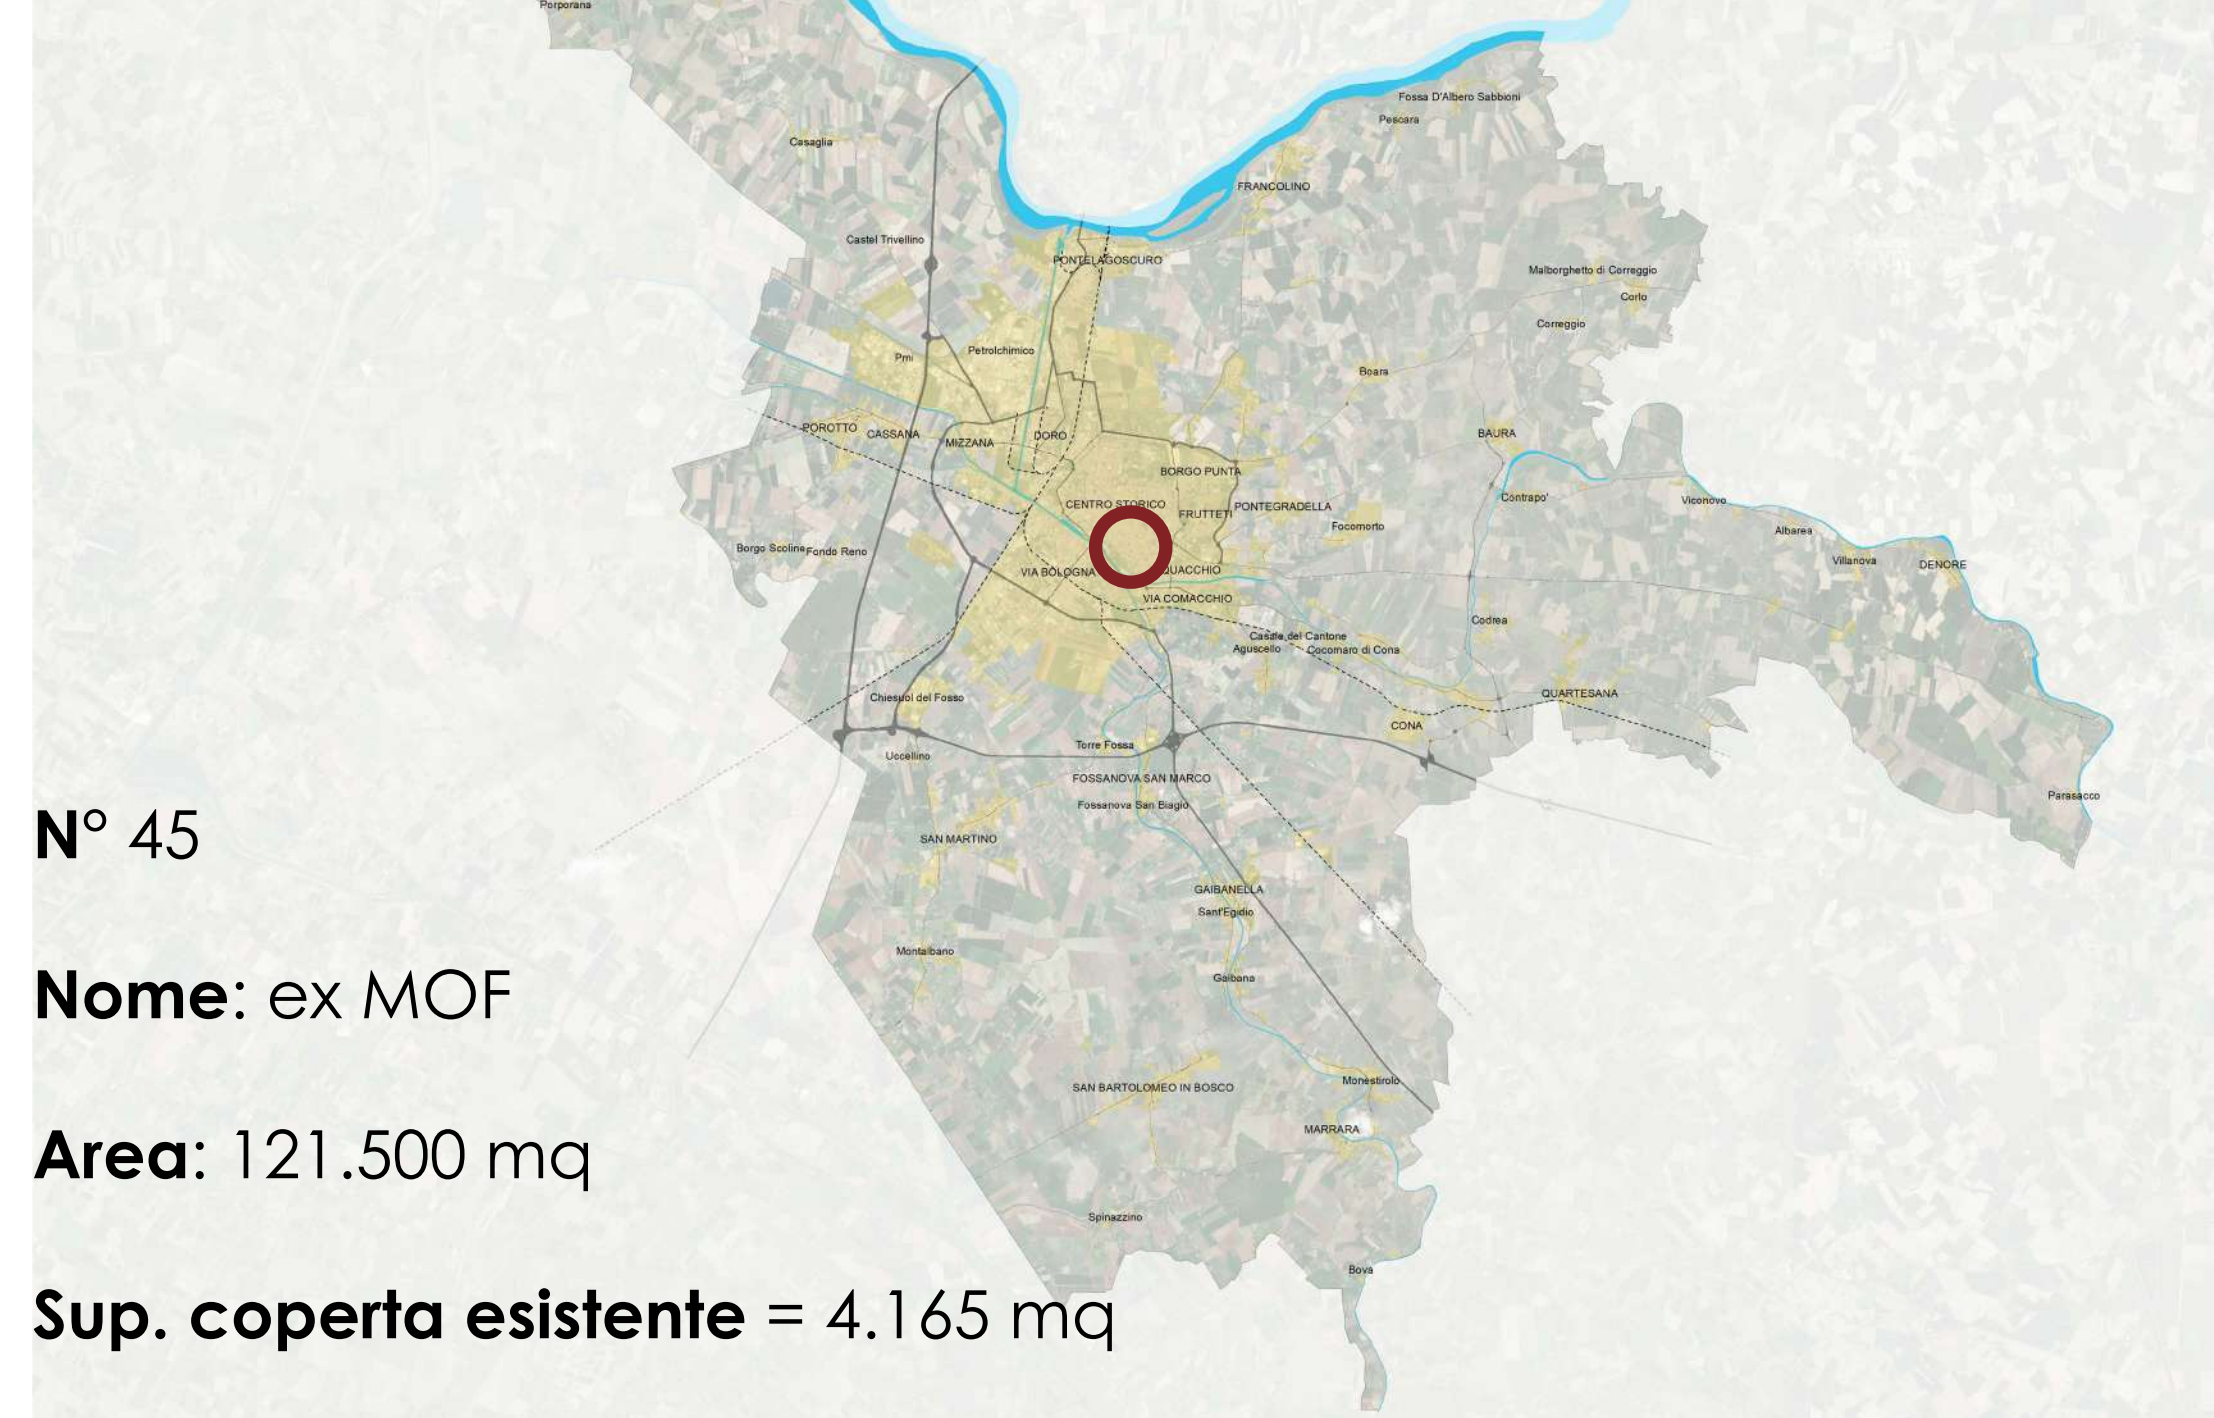 Porporana
Fossa D'Albero Sabbioni
Pescara
Casaglia
FRANCOLINO
Castel Trivellino
PONTELAGOSCURO
Malborghetto di Correggio
Corlo
Correggio
Petrolchimico
Pmi
Boara
POROTTO
CASSANA
MIZZANA
DORO
BAURA
BORGO PUNTA
Contrapo'
Viconovo
CENTRO STORICO
FRUTTETI
PONTEGRADELLA
Focomorto
Albarea
Borgo Scoline
Fondo Reno
Villanova
DENORE
VIA BOLOGNA
QUACCHIO
VIA COMACCHIO
Codrea
Casale del Cantone
Aguscello
Cocomaro di Cona
Chiesuol del Fosso
QUARTESANA
CONA
Torre Fossa
Uccellino
FOSSANOVA SAN MARCO
Parasacco
Fossanova San Biagio
N° 45
SAN MARTINO
GAIBANELLA
Sant'Egidio
Montalbano
Gaibana
Nome: ex MOF
Monestirolo
SAN BARTOLOMEO IN BOSCO
MARRARA
Area: 121.500 mq
Spinazzino
Bova
Sup. coperta esistente = 4.165 mq